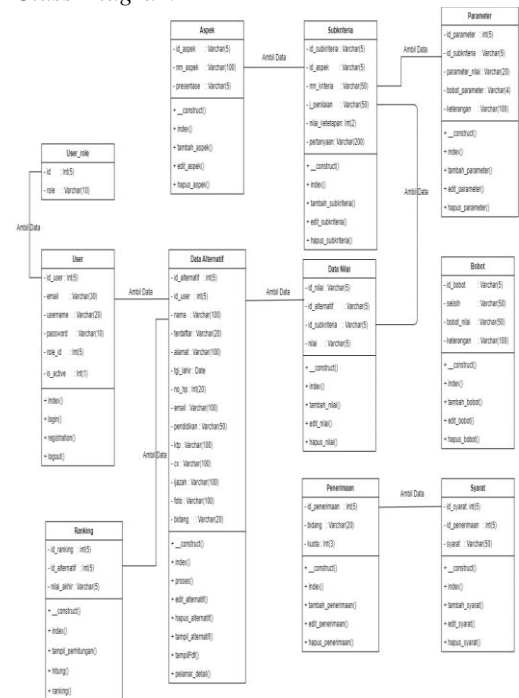 Class Diagram
Aspek
- id_aspek : Varchar(5)
- nm_aspek : Varchar(100)
- presentase : Varchar(5)
+ __construct()
+ index()
+ tambah_aspek()
+ edit_aspek()
+ hapus_aspek()
Ambil Data
Subkriteria
- id_subkriteria : Varchar(5)
- id_aspek : Varchar(5)
- nm_kriteria : Varchar(50)
- j_penilaian : Varchar(50)
- nilai_ketetapan: Int(2)
- pertanyaan: Varchar(200)
+ __construct()
+ index()
+ tambah_subkriteria()
+ edit_subkriteria()
+ hapus_subkriteria()
Ambil Data
Parameter
- id_parameter : Int(5)
- id_subkriteria : Varchar(5)
- parameter_nilai : Varchar(20)
- bobot_parameter : Varchar(4)
- keterangan : Varchar(100)
+ __construct()
+ index()
+ tambah_parameter()
+ edit_parameter()
+ hapus_parameter()
Ambil Data
User_role
- id : Int(5)
- role : Varchar(10)
Ambil Data
User
- id_user : Int(5)
- email : Varchar(30)
- username : Varchar(20)
- password : Varchar(10)
- role_id : Int(5)
- is_active : Int(1)
+ index()
+ login()
+ registration()
+ logout()
Ambil Data
Data Alternatif
- id_alternatif : Int(5)
- id_user : Int(5)
- nama : Varchar(100)
- terdaftar : Varchar(20)
- alamat : Varchar(100)
- tgl_lahir : Date
- no_hp : Int(20)
- email : Varchar(100)
- pendidikan : Varchar(50)
- ktp : Varchar(100)
- cv : Varchar(100)
- ijazah : Varchar(100)
- foto : Varchar(100)
- bidang : Varchar(20)
+ __construct()
+ index()
+ proses()
+ edit_alternatif()
+ hapus_alternatif()
+ tampil_alternatif()
+ tampilPdf()
+ pelamar_detail()
Ambil Data
Data Nilai
- id_nilai : Varchar(5)
- id_alternatif : Varchar(5)
- id_subkriteria : Varchar(5)
- nilai : Varchar(5)
+ __construct()
+ index()
+ tambah_nilai()
+ edit_nilai()
+ hapus_nilai()
Bobot
- id_bobot : Varchar(5)
- selisih : Varchar(50)
- bobot_nilai : Varchar(50)
- keterangan : Varchar(100)
+ __construct()
+ index()
+ tambah_bobot()
+ edit_bobot()
+ hapus_bobot()
Ambil Data
Ranking
- id_ranking : Int(5)
- id_alternatif : Int(5)
- nilai_akhir : Varchar(5)
+ __construct()
+ index()
+ tampil_perhitungan()
+ hitung()
+ ranking()
Penerimaan
- id_penerimaan : Int(5)
- bidang : Varchar(20)
- kuota : Int(3)
+ __construct()
+ index()
+ tambah_penerimaan()
+ edit_penerimaan()
+ hapus_penerimaan()
Ambil Data
Syarat
- id_syarat: int(5)
- id_penerimaan : int(5)
- syarat : Varchar(50)
+ __construct()
+ index()
+ tambah_syarat()
+ edit_syarat()
+ hapus_syarat()